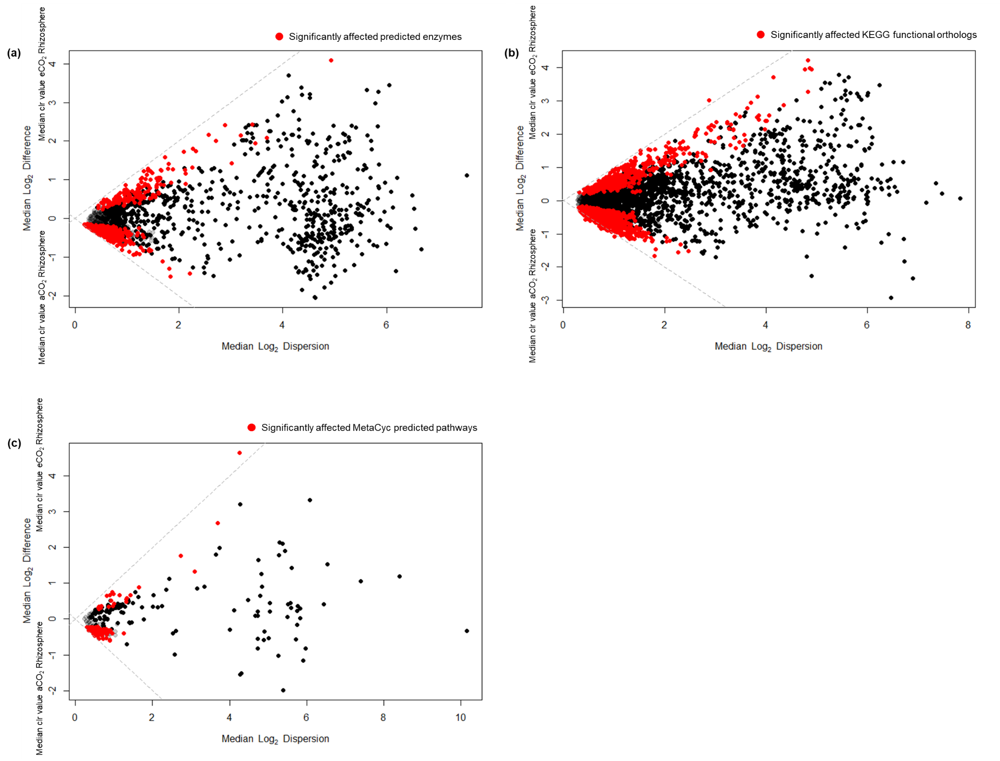 (a)
Significantly affected predicted enzymes
Median clr value eCO₂ Rhizosphere
Median Log₂ Difference
Median clr value aCO₂ Rhizosphere
4
3
2
1
0
-1
-2
0 2 4 6
Median Log₂ Dispersion
(b)
Significantly affected KEGG functional orthologs
Median clr value eCO₂ Rhizosphere
Median Log₂ Difference
Median clr value aCO₂ Rhizosphere
4
3
2
1
0
-1
-2
-3
0 2 4 6 8
Median Log₂ Dispersion
(c)
Significantly affected MetaCyc predicted pathways
Median clr value eCO₂ Rhizosphere
Median Log₂ Difference
Median clr value aCO₂ Rhizosphere
4
3
2
1
0
-1
-2
0 2 4 6 8 10
Median Log₂ Dispersion